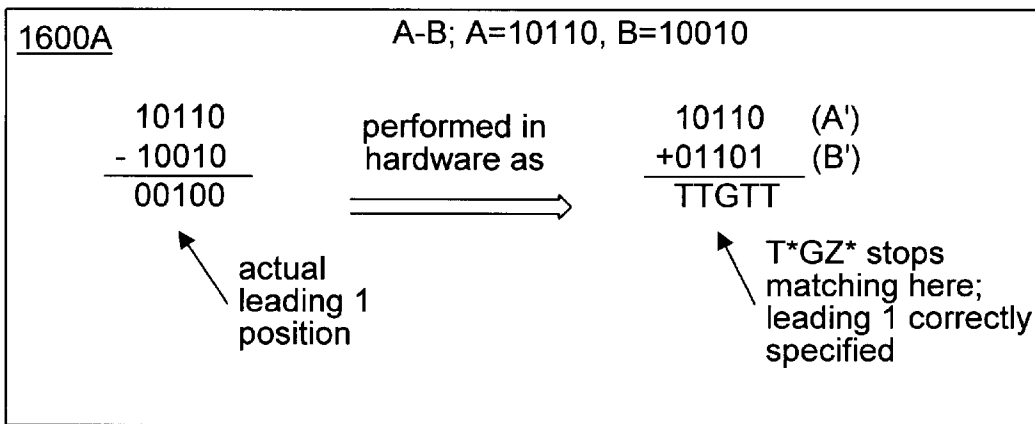 1600A
A-B; A=10110, B=10010
10110
- 10010
00100
actual
leading 1
position
performed in
hardware as
10110 (A')
+01101 (B')
TTGTT
T*GZ* stops
matching here;
leading 1 correctly
specified